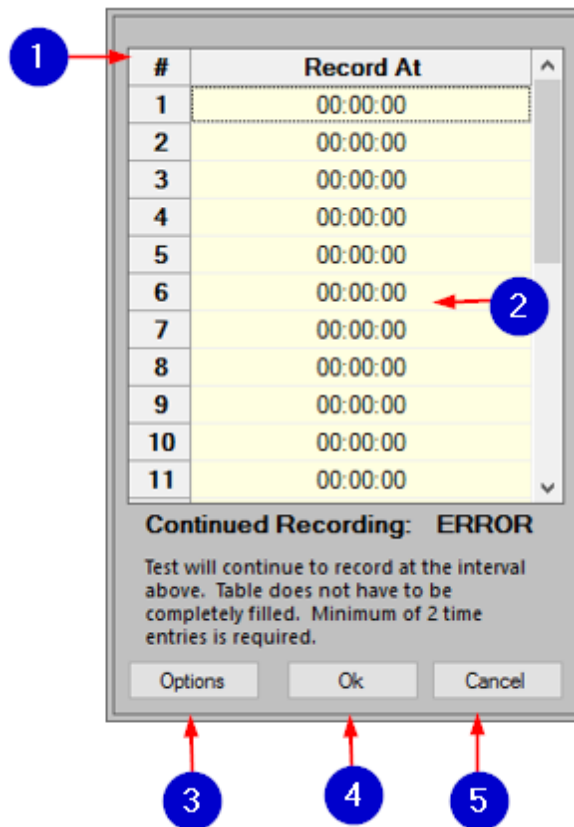 1
# Record At
1 00:00:00
2 00:00:00
3 00:00:00
4 00:00:00
5 00:00:00
6 00:00:00
2
7 00:00:00
8 00:00:00
9 00:00:00
10 00:00:00
11 00:00:00
Continued Recording: ERROR
Test will continue to record at the interval
above. Table does not have to be
completely filled. Minimum of 2 time
entries is required.
Options Ok Cancel
3 4 5